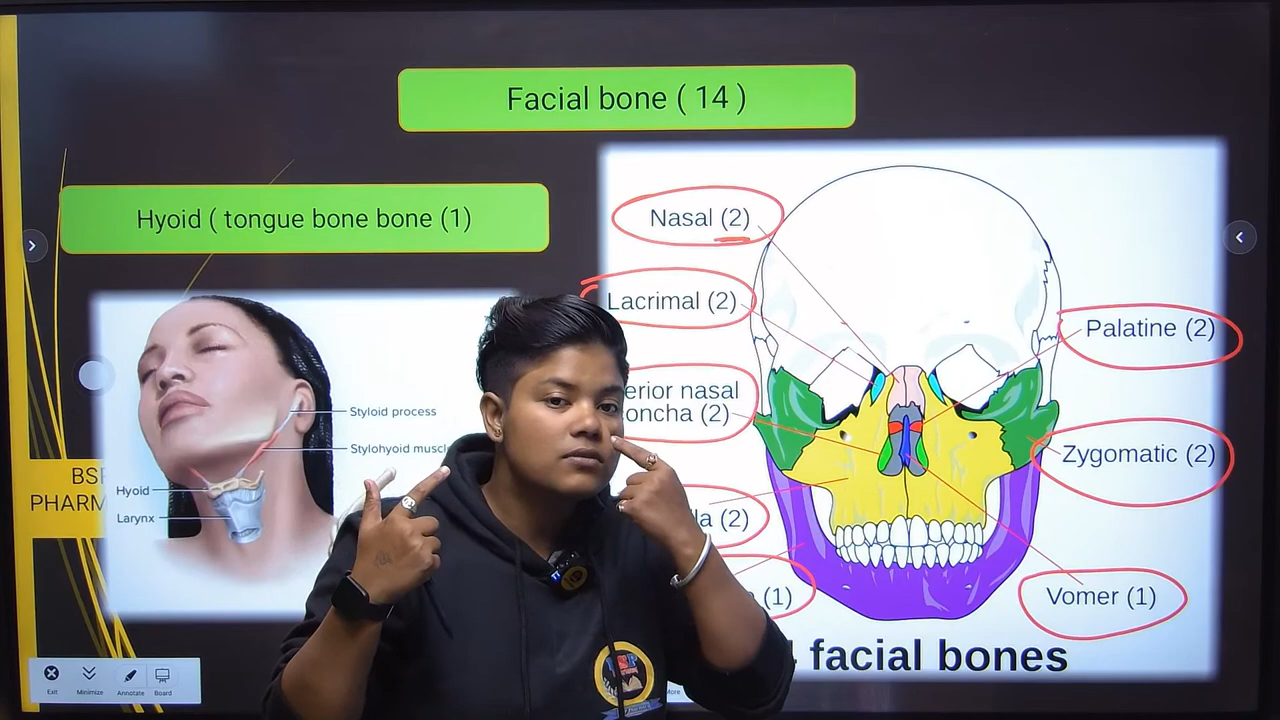 Facial bone ( 14 )
Hyoid ( tongue bone bone (1)
Nasal (2)
Lacrimal (2)
erior nasal
oncha (2)
la (2)
(1)
Palatine (2)
Zygomatic (2)
Vomer (1)
facial bones
Styloid process
Stylohyoid muscl
Hyoid
Larynx
BSP
PHARM
Exit
Minimize
Annotate
Board
More